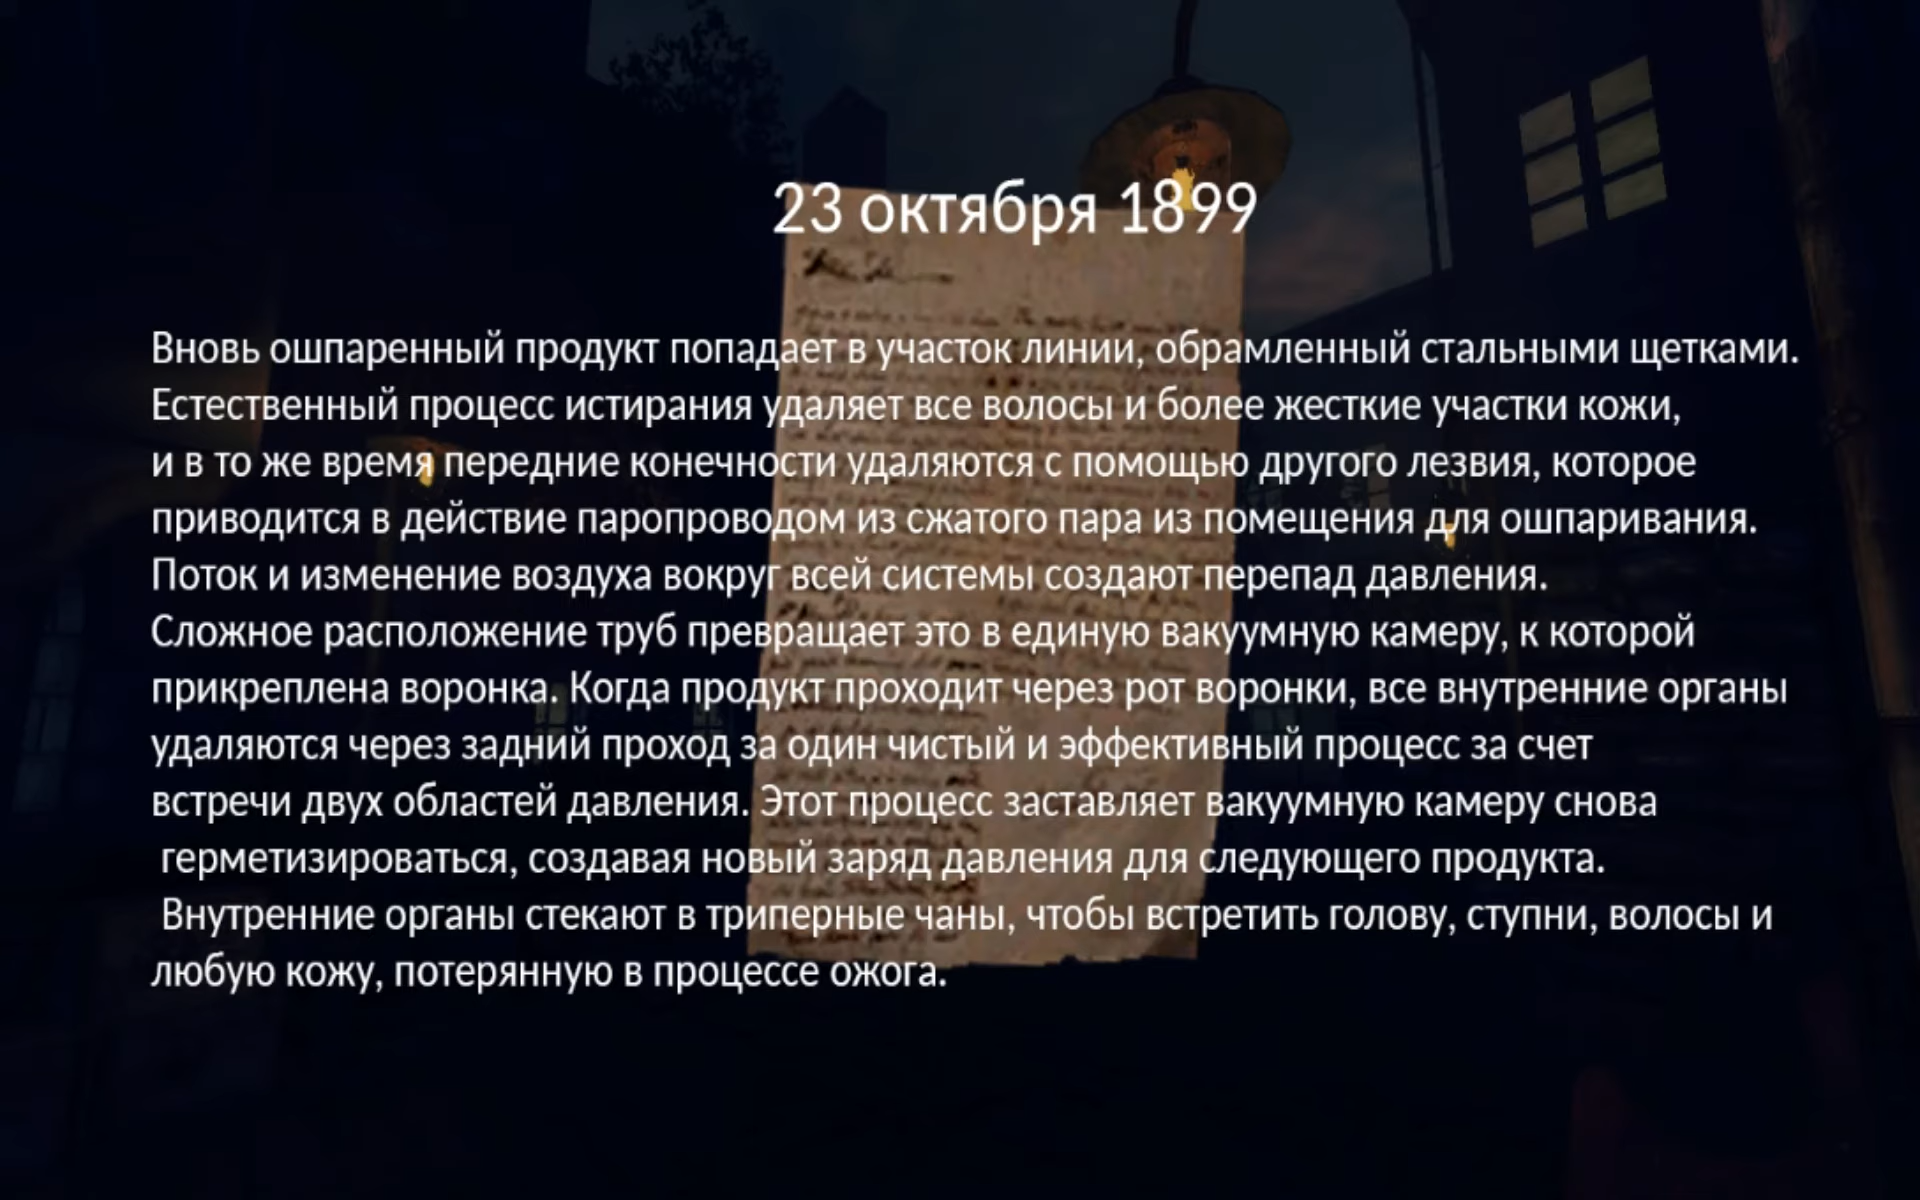 23 октября 1899
Вновь ошпаренный продукт попадает в участок линии, обрамленный стальными щетками.
Естественный процесс истирания удаляет все волосы и более жесткие участки кожи,
и в то же время передние конечности удаляются с помощью другого лезвия, которое
приводится в действие паропроводом из сжатого пара из помещения для ошпаривания.
Поток и изменение воздуха вокруг всей системы создают перепад давления.
Сложное расположение труб превращает это в единую вакуумную камеру, к которой
прикреплена воронка. Когда продукт проходит через рот воронки, все внутренние органы
удаляются через задний проход за один чистый и эффективный процесс за счет
встречи двух областей давления. Этот процесс заставляет вакуумную камеру снова
герметизироваться, создавая новый заряд давления для следующего продукта.
Внутренние органы стекают в триперные чаны, чтобы встретить голову, ступни, волосы и
любую кожу, потерянную в процессе ожога.